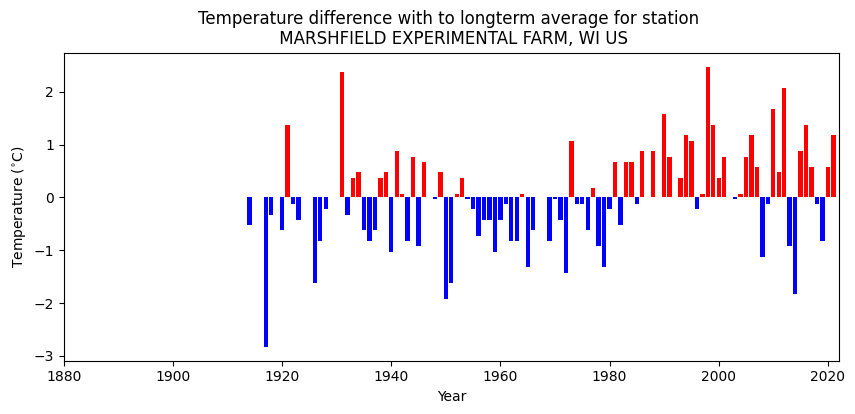 Temperature difference with to longterm average for station
MARSHFIELD EXPERIMENTAL FARM, WI US
Temperature (°C)
2
1
0
−1
−2
−3
1880 1900 1920 1940 1960 1980 2000 2020
Year